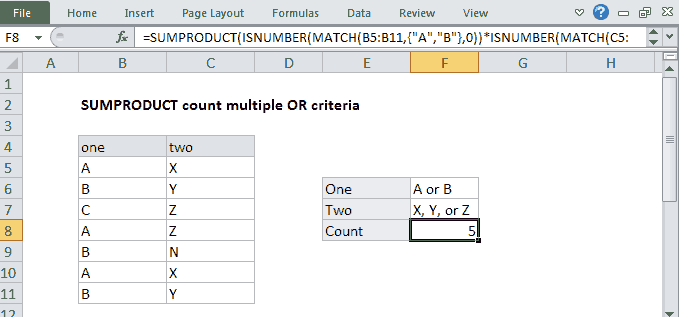 File Home Insert Page Layout Formulas Data Review View
F8 fx =SUMPRODUCT(ISNUMBER(MATCH(B5:B11,{"A","B"},0))*ISNUMBER(MATCH(C5:
A B C D E F G H
1
2 SUMPRODUCT count multiple OR criteria
3
4 one two
5 A X
6 B Y One A or B
7 C Z Two X, Y, or Z
8 A Z Count 5
9 B N
10 A X
11 B Y
12